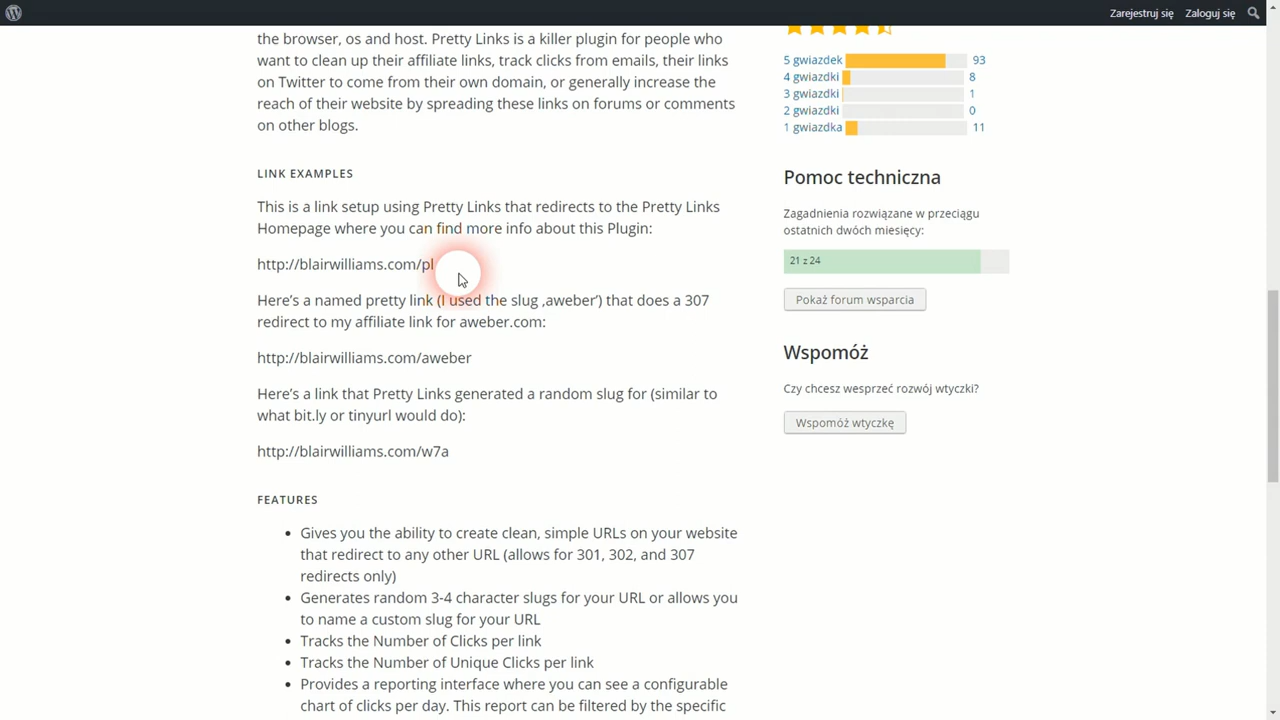 Zarejestruj się Zaloguj się
the browser, os and host. Pretty Links is a killer plugin for people who
want to clean up their affiliate links, track clicks from emails, their links
on Twitter to come from their own domain, or generally increase the
reach of their website by spreading these links on forums or comments
on other blogs.
LINK EXAMPLES
This is a link setup using Pretty Links that redirects to the Pretty Links
Homepage where you can find more info about this Plugin:
http://blairwilliams.com/pl
Here’s a named pretty link (I used the slug ‚aweber’) that does a 307
redirect to my affiliate link for aweber.com:
http://blairwilliams.com/aweber
Here’s a link that Pretty Links generated a random slug for (similar to
what bit.ly or tinyurl would do):
http://blairwilliams.com/w7a
FEATURES
• Gives you the ability to create clean, simple URLs on your website
that redirect to any other URL (allows for 301, 302, and 307
redirects only)
• Generates random 3-4 character slugs for your URL or allows you
to name a custom slug for your URL
• Tracks the Number of Clicks per link
• Tracks the Number of Unique Clicks per link
• Provides a reporting interface where you can see a configurable
chart of clicks per day. This report can be filtered by the specific
5 gwiazdek 93
4 gwiazdki 8
3 gwiazdki 1
2 gwiazdki 0
1 gwiazdka 11
Pomoc techniczna
Zagadnienia rozwiązane w przeciągu
ostatnich dwóch miesięcy:
21 z 24
Pokaż forum wsparcia
Wspomóż
Czy chcesz wesprzeć rozwój wtyczki?
Wspomóż wtyczkę